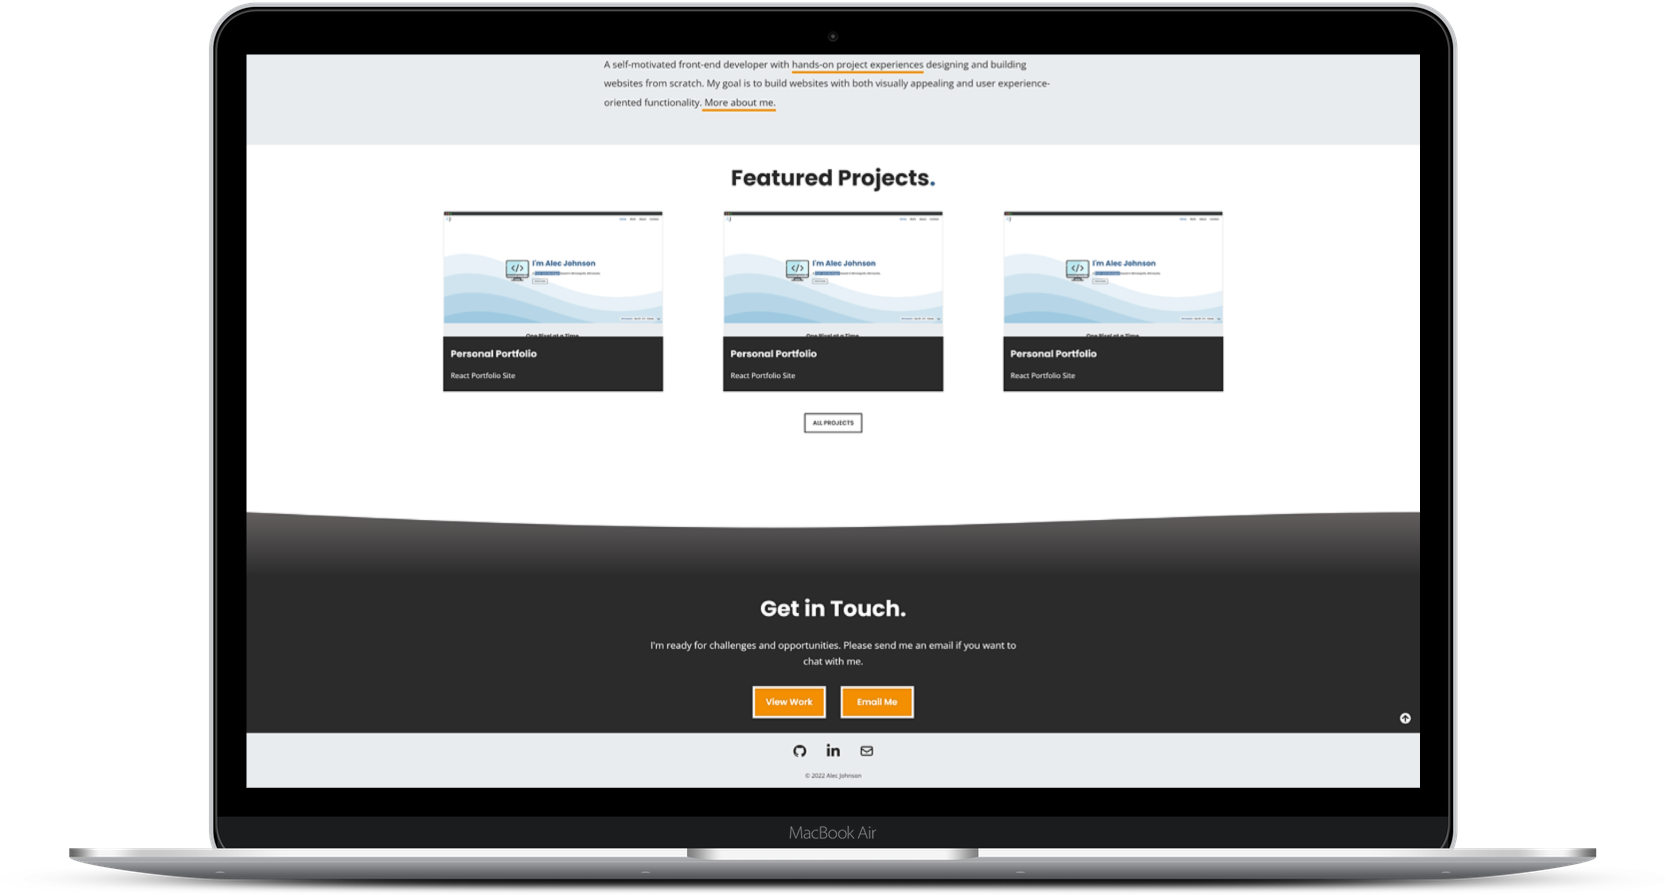 A self-motivated front-end developer with hands-on project experiences designing and building
websites from scratch. My goal is to build websites with both visually appealing and user experience-
oriented functionality. More about me.
Featured Projects.
I'm Alec Johnson
I'm Alec Johnson
I'm Alec Johnson
Personal Portfolio
React Portfolio Site
Personal Portfolio
React Portfolio Site
Personal Portfolio
React Portfolio Site
ALL PROJECTS
Get in Touch.
I'm ready for challenges and opportunities. Please send me an email if you want to
chat with me.
View Work
Email Me
© 2022 Alec Johnson
MacBook Air